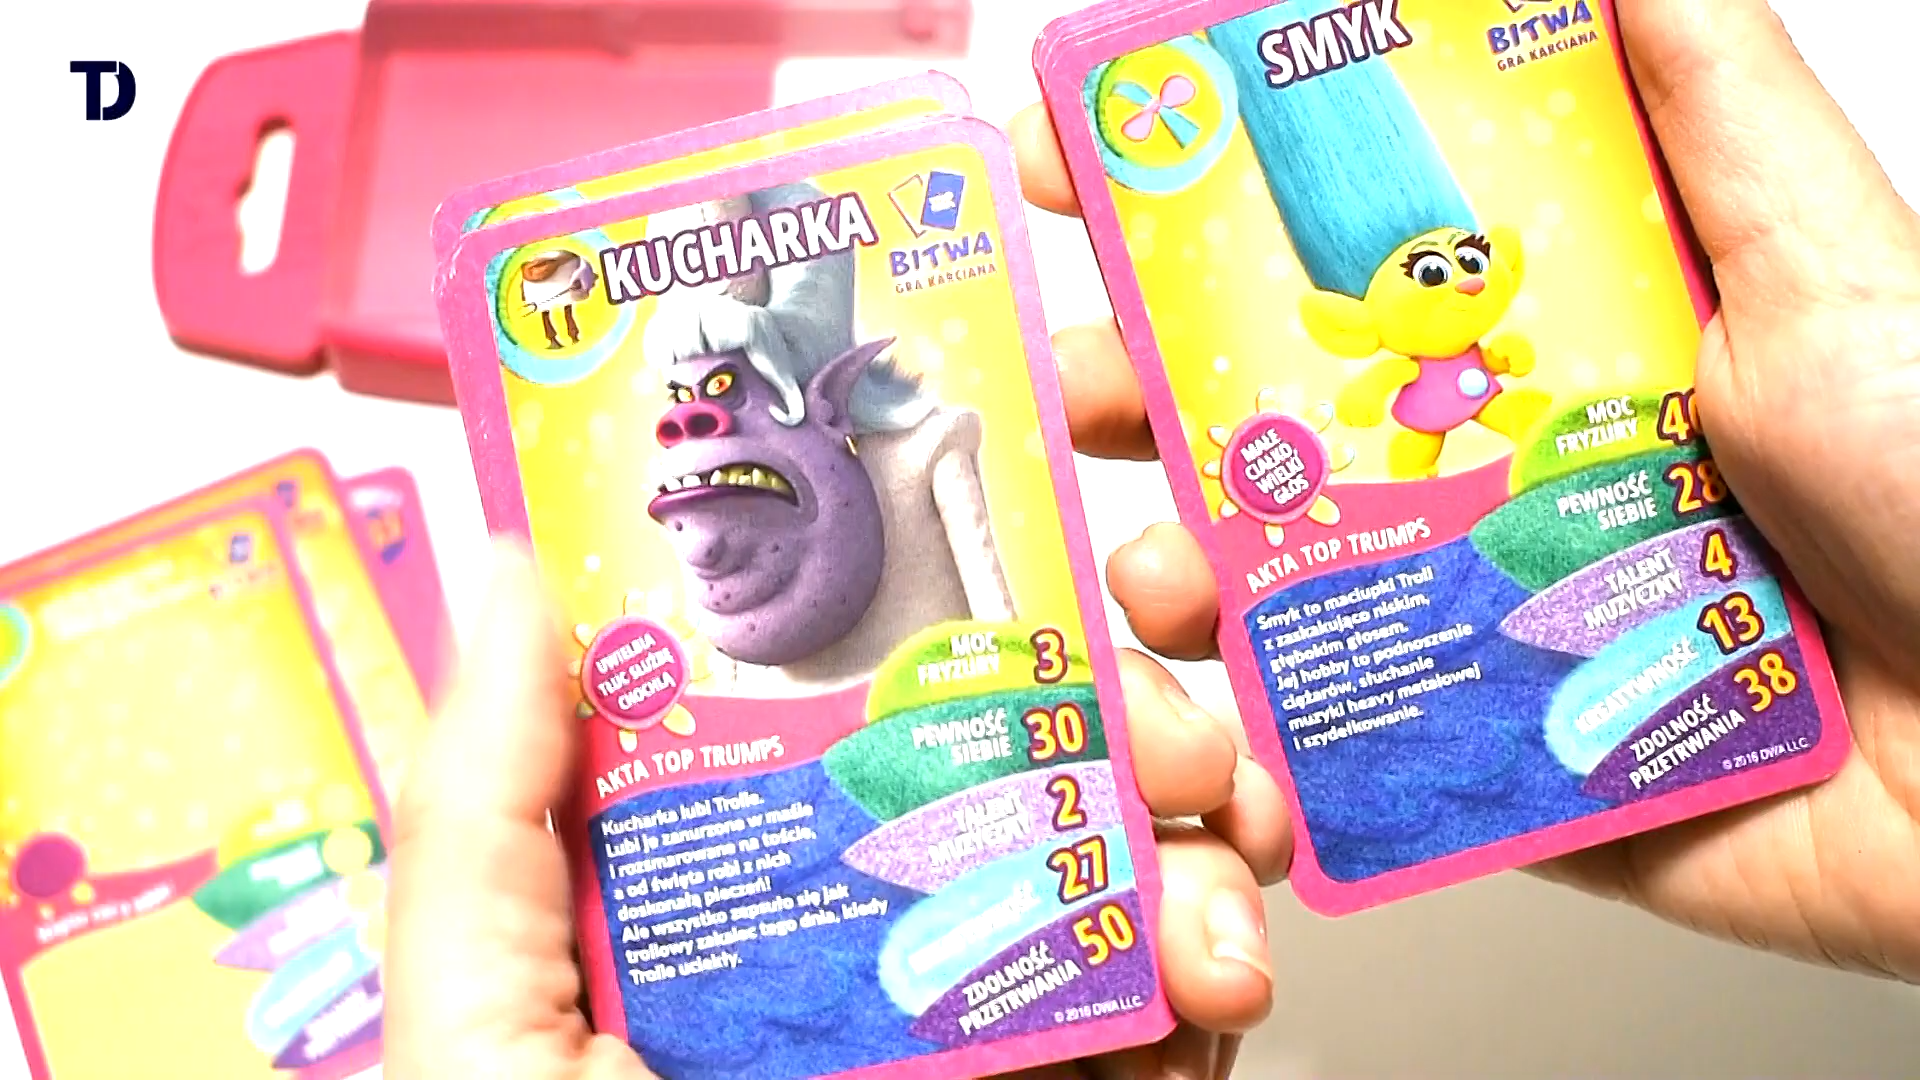 TD
KUCHARKA
BITWA
GRA KARCIANA
UWIELBIA
TŁUC SŁUŻBĘ
CHOCHLĄ
MOC
FRYZURY 3
PEWNOŚĆ
SIEBIE 30
TALENT
MUZYCZNY 2
KREATYWNOŚĆ 27
ZDOLNOŚĆ
PRZETRWANIA 50
AKTA TOP TRUMPS
Kucharka lubi Trolle.
Lubi je zanurzone w maśle
i rozsmarowane na toście,
a od święta robi z nich
doskonałą pieczeń!
Ale wszystko zepsuło się jak
trollowy zakalec tego dnia, kiedy
Trolle uciekły.
© 2016 DWA LLC.
SMYK
BITWA
GRA KARCIANA
MAŁE
CIAŁKO,
WIELKI
GŁOS
MOC
FRYZURY 40
PEWNOŚĆ
SIEBIE 28
TALENT
MUZYCZNY 4
KREATYWNOŚĆ 13
ZDOLNOŚĆ
PRZETRWANIA 38
AKTA TOP TRUMPS
Smyk to maciupki Troll
z zaskakująco niskim,
głębokim głosem.
Jej hobby to podnoszenie
ciężarów, słuchanie
muzyki heavy metalowej
i szydełkowanie.
© 2016 DWA LLC.